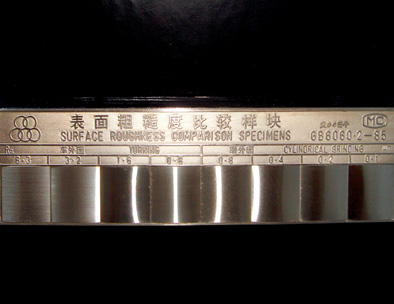 表面粗糙度比较样块 MC
SURFACE ROUGHNESS COMPARISON SPECIMENS GB6060·2-85
Ra 车外圆 TURNING CYLINDRICAL GRINDING
6·3 3·2 1·6 0·8 0·8 0·4 0·2 0·1